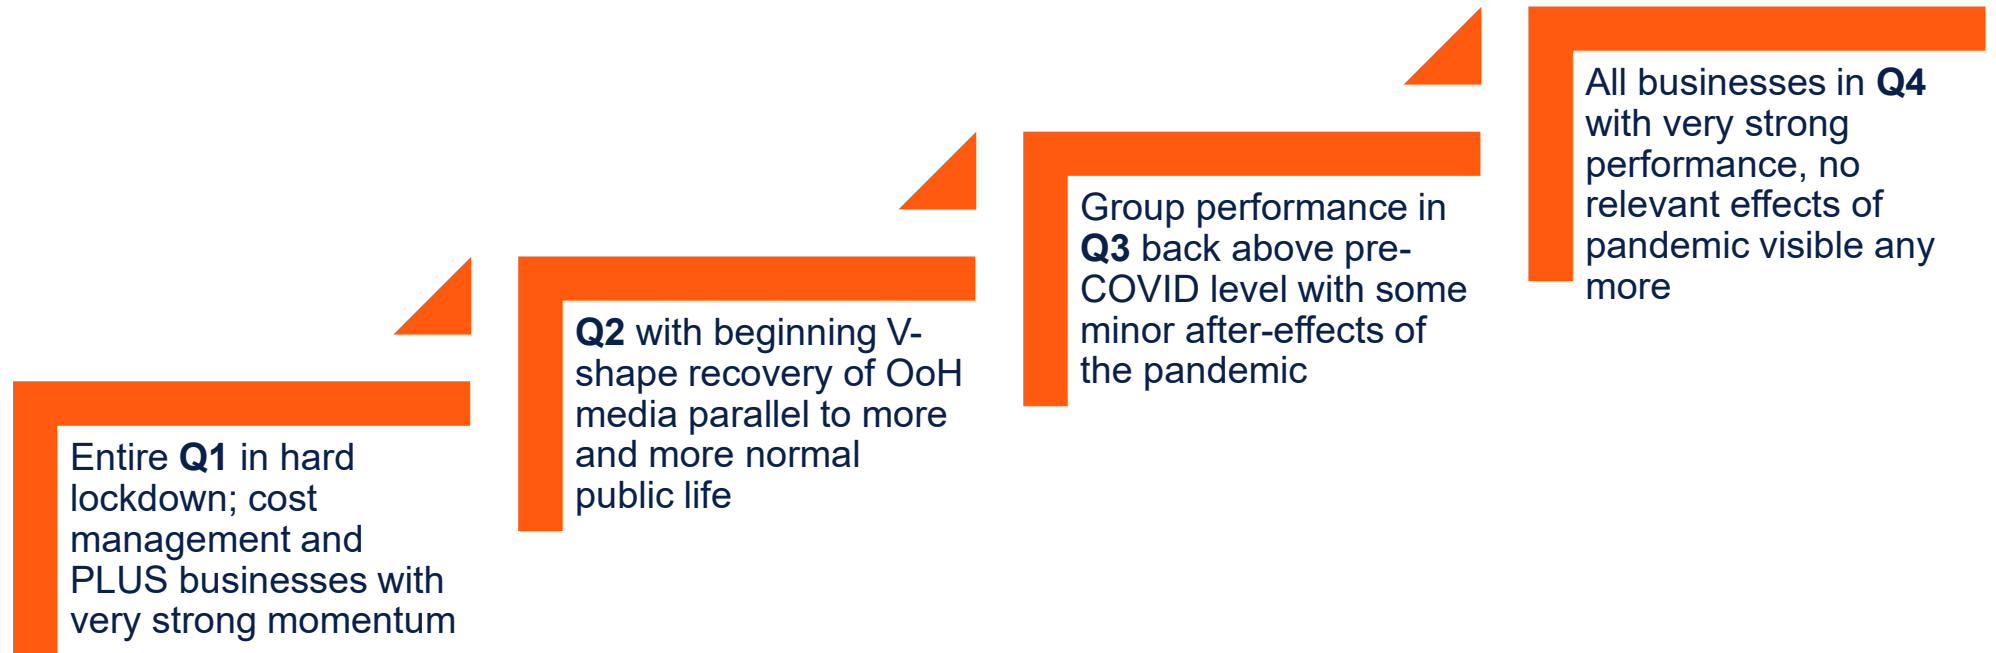 Entire Q1 in hard
lockdown; cost
management and
PLUS businesses with
very strong momentum
Q2 with beginning V-
shape recovery of OoH
media parallel to more
and more normal
public life
Group performance in
Q3 back above pre-
COVID level with some
minor after-effects of
the pandemic
All businesses in Q4
with very strong
performance, no
relevant effects of
pandemic visible any
more